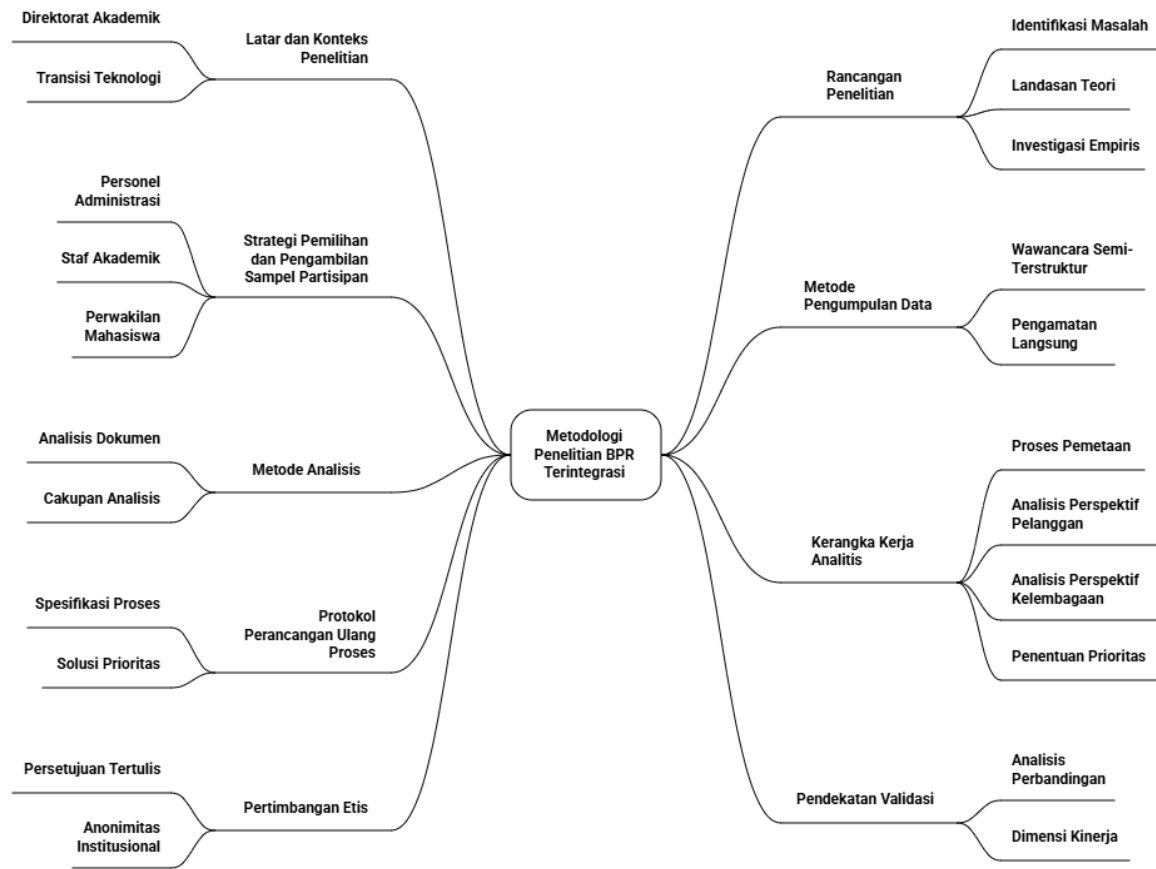 Direktorat Akademik
Transisi Teknologi
Latar dan Konteks
Penelitian
Personel
Administrasi
Staf Akademik
Perwakilan
Mahasiswa
Strategi Pemilihan
dan Pengambilan
Sampel Partisipan
Analisis Dokumen
Cakupan Analisis
Metode Analisis
Spesifikasi Proses
Solusi Prioritas
Protokol
Perancangan Ulang
Proses
Persetujuan Tertulis
Anonimitas
Institusional
Pertimbangan Etis
Metodologi
Penelitian BPR
Terintegrasi
Rancangan
Penelitian
Identifikasi Masalah
Landasan Teori
Investigasi Empiris
Metode
Pengumpulan Data
Wawancara Semi-
Terstruktur
Pengamatan
Langsung
Kerangka Kerja
Analitis
Proses Pemetaan
Analisis Perspektif
Pelanggan
Analisis Perspektif
Kelembagaan
Penentuan Prioritas
Pendekatan Validasi
Analisis
Perbandingan
Dimensi Kinerja